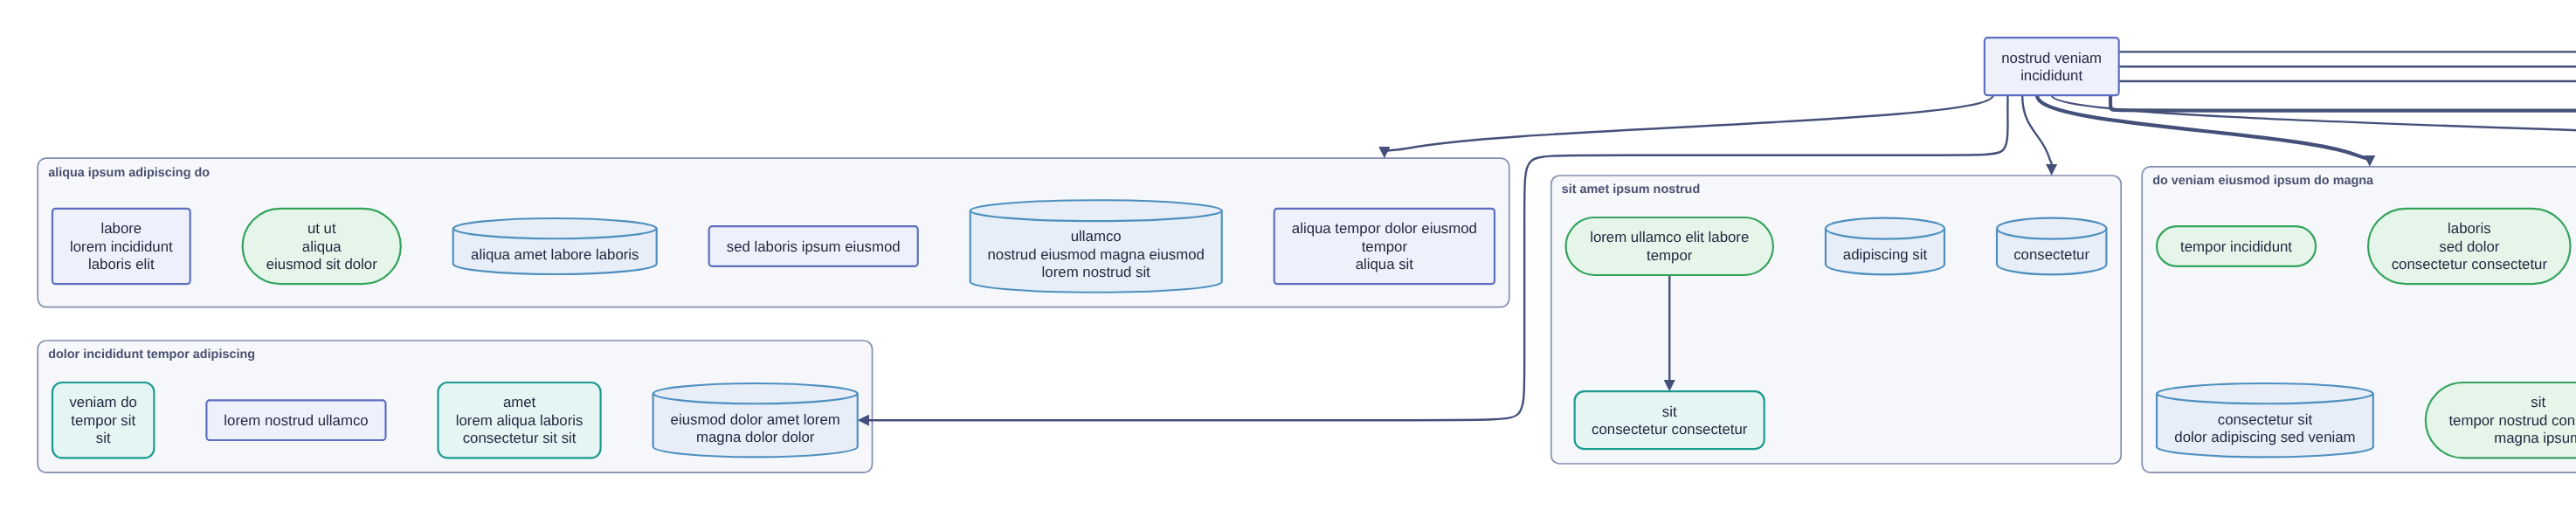 nostrud veniam
incididunt
aliqua ipsum adipiscing do
labore
lorem incididunt
laboris elit
ut ut
aliqua
eiusmod sit dolor
aliqua amet labore laboris
sed laboris ipsum eiusmod
ullamco
nostrud eiusmod magna eiusmod
lorem nostrud sit
aliqua tempor dolor eiusmod
tempor
aliqua sit
sit amet ipsum nostrud
lorem ullamco elit labore
tempor
adipiscing sit
consectetur
sit
consectetur consectetur
do veniam eiusmod ipsum do magna
tempor incididunt
laboris
sed dolor
consectetur consectetur
consectetur sit
dolor adipiscing sed veniam
sit
tempor nostrud
magna
dolor incididunt tempor adipiscing
veniam do
tempor sit
sit
lorem nostrud ullamco
amet
lorem aliqua laboris
consectetur sit sit
eiusmod dolor amet lorem
magna dolor dolor